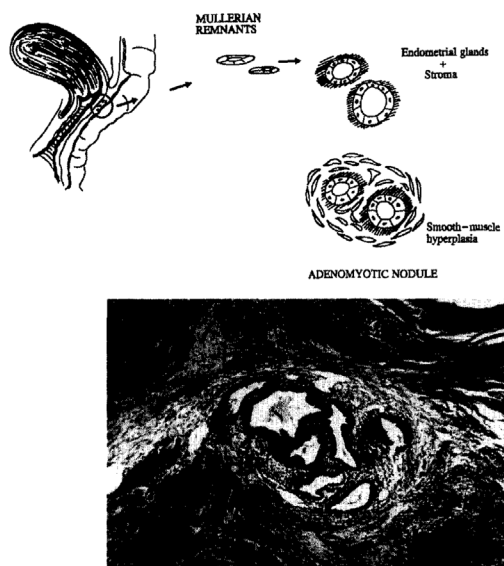 MULLERIAN
REMNANTS
Endometrial glands
+
Stroma
Smooth-muscle
hyperplasia
ADENOMYOTIC NODULE